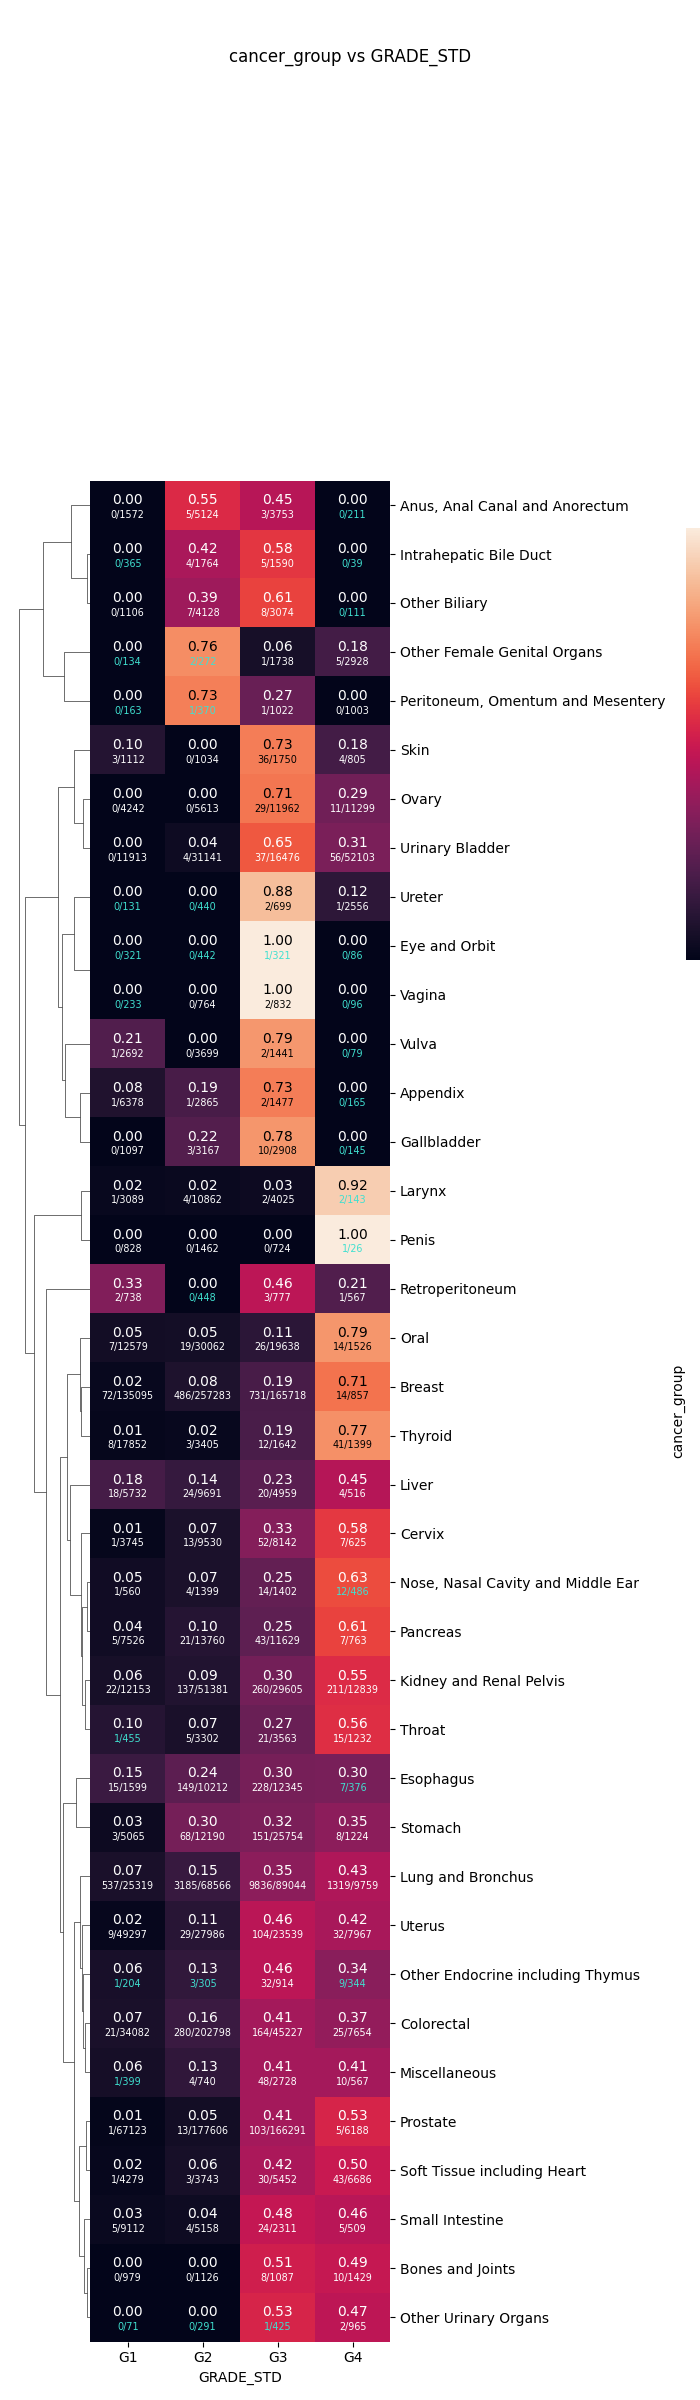 cancer_group vs GRADE_STD
0.00 0.55 0.45 0.00
0/1572 5/5124 3/3753 0/211
Anus, Anal Canal and Anorectum
0.00 0.42 0.58 0.00
0/365 4/1764 5/1590 0/39
Intrahepatic Bile Duct
0.00 0.39 0.61 0.00
0/1106 7/4128 8/3074 0/111
Other Biliary
0.00 0.76 0.06 0.18
0/134 1/1738 5/2928
Other Female Genital Organs
0.00 0.73 0.27 0.00
0/163 1/370 1/1022 0/1003
Peritoneum, Omentum and Mesentery
0.10 0.00 0.73 0.18
3/1112 0/1034 36/1750 4/805
Skin
0.00 0.00 0.71 0.29
0/4242 0/5613 29/11962 11/11299
Ovary
0.00 0.04 0.65 0.31
0/11913 4/31141 37/16476 56/52103
Urinary Bladder
0.00 0.00 0.88 0.12
0/131 0/440 2/699 1/2556
Ureter
0.00 0.00 1.00 0.00
0/321 0/442 1/321 0/86
Eye and Orbit
0.00 0.00 1.00 0.00
0/233 0/764 2/832 0/96
Vagina
0.21 0.00 0.79 0.00
1/2692 0/3699 2/1441 0/79
Vulva
0.08 0.19 0.73 0.00
1/6378 1/2865 2/1477 0/165
Appendix
0.00 0.22 0.78 0.00
0/1097 3/3167 10/2908 0/145
Gallbladder
0.02 0.02 0.03 0.92
1/3089 4/10862 2/4025 2/143
Larynx
0.00 0.00 0.00 1.00
0/828 0/1462 0/724 1/26
Penis
0.33 0.00 0.46 0.21
2/738 0/448 3/777 1/567
Retroperitoneum
0.05 0.05 0.11 0.79
7/12579 19/30062 26/19638 14/1526
Oral
0.02 0.08 0.19 0.71
72/135095 486/257283 731/165718 14/857
Breast
0.01 0.02 0.19 0.77
8/17852 3/3405 12/1642 41/1399
Thyroid
0.18 0.14 0.23 0.45
18/5732 24/9691 20/4959 4/516
Liver
0.01 0.07 0.33 0.58
1/3745 13/9530 52/8142 7/625
Cervix
0.05 0.07 0.25 0.63
1/560 4/1399 14/1402 12/486
Nose, Nasal Cavity and Middle Ear
0.04 0.10 0.25 0.61
5/7526 21/13760 43/11629 7/763
Pancreas
0.06 0.09 0.30 0.55
22/12153 137/51381 260/29605 211/12839
Kidney and Renal Pelvis
0.10 0.07 0.27 0.56
1/455 5/3302 21/3563 15/1232
Throat
0.15 0.24 0.30 0.30
15/1599 149/10212 228/12345 7/376
Esophagus
0.03 0.30 0.32 0.35
3/5065 68/12190 151/25754 8/1224
Stomach
0.07 0.15 0.35 0.43
537/25319 3185/68566 9836/89044 1319/9759
Lung and Bronchus
0.02 0.11 0.46 0.42
9/49297 29/27986 104/23539 32/7967
Uterus
0.06 0.13 0.46 0.34
1/204 3/305 32/914 9/344
Other Endocrine including Thymus
0.07 0.16 0.41 0.37
21/34082 280/202798 164/45227 25/7654
Colorectal
0.06 0.13 0.41 0.41
1/399 4/740 48/2728 10/567
Miscellaneous
0.01 0.05 0.41 0.53
1/67123 13/177606 103/166291 5/6188
Prostate
0.02 0.06 0.42 0.50
1/4279 3/3743 30/5452 43/6686
Soft Tissue including Heart
0.03 0.04 0.48 0.46
5/9112 4/5158 24/2311 5/509
Small Intestine
0.00 0.00 0.51 0.49
0/979 0/1126 8/1087 10/1429
Bones and Joints
0.00 0.00 0.53 0.47
0/71 0/291 1/425 2/965
Other Urinary Organs
G1 G2 G3 G4
GRADE_STD
cancer_group